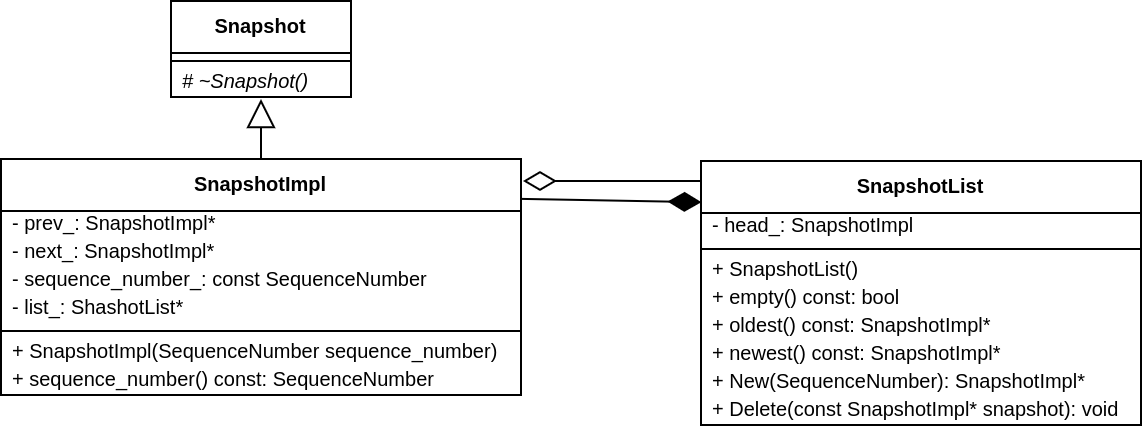 Snapshot
# ~Snapshot()
SnapshotImpl
- prev_: SnapshotImpl*
- next_: SnapshotImpl*
- sequence_number_: const SequenceNumber
- list_: ShashotList*
+ SnapshotImpl(SequenceNumber sequence_number)
+ sequence_number() const: SequenceNumber
SnapshotList
- head_: SnapshotImpl
+ SnapshotList()
+ empty() const: bool
+ oldest() const: SnapshotImpl*
+ newest() const: SnapshotImpl*
+ New(SequenceNumber): SnapshotImpl*
+ Delete(const SnapshotImpl* snapshot): void